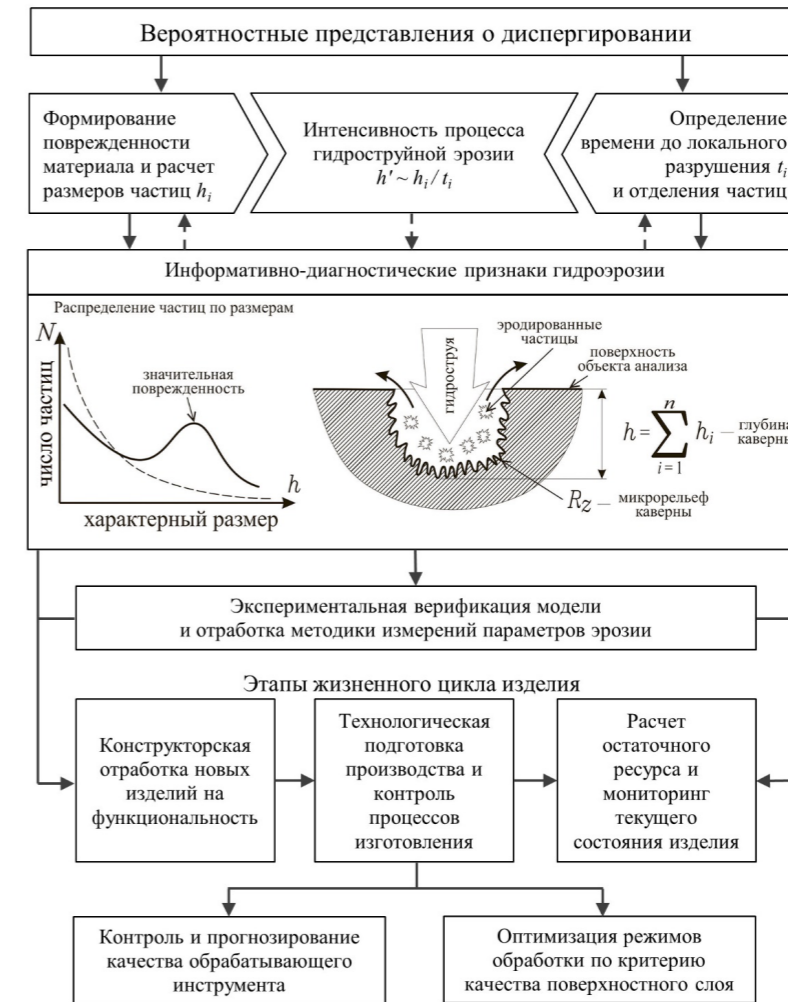 Вероятностные представления о диспергировании
Формирование
поврежденности
материала и расчет
размеров частиц hᵢ
Интенсивность процесса
гидроструйной эрозии
h' ~ hᵢ / tᵢ
Определение
времени до локального
разрушения tᵢ
и отделения частиц
Информативно-диагностические признаки гидроэрозии
Распределение частиц по размерам
N
число частиц
значительная
поврежденность
h
характерный размер
гидроструя
эродированные
частицы
поверхность
объекта анализа
h = ∑ⁿᵢ₌₁ hᵢ – глубина
каверны
R_z – микрорельеф
каверны
Экспериментальная верификация модели
и отработка методики измерений параметров эрозии
Этапы жизненного цикла изделия
Конструкторская
отработка новых
изделий на
функциональность
Технологическая
подготовка
производства и
контроль
процессов
изготовления
Расчет
остаточного
ресурса и
мониторинг
текущего
состояния изделия
Контроль и прогнозирование
качества обрабатывающего
инструмента
Оптимизация режимов
обработки по критерию
качества поверхностного слоя